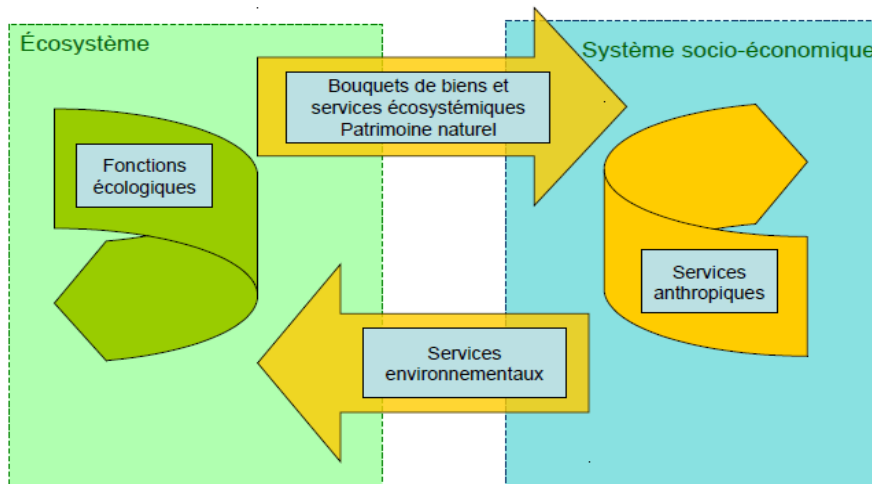 Écosystème
Système socio-économique
Bouquets de biens et
services écosystémiques
Patrimoine naturel
Fonctions
écologiques
Services
anthropiques
Services
environnementaux